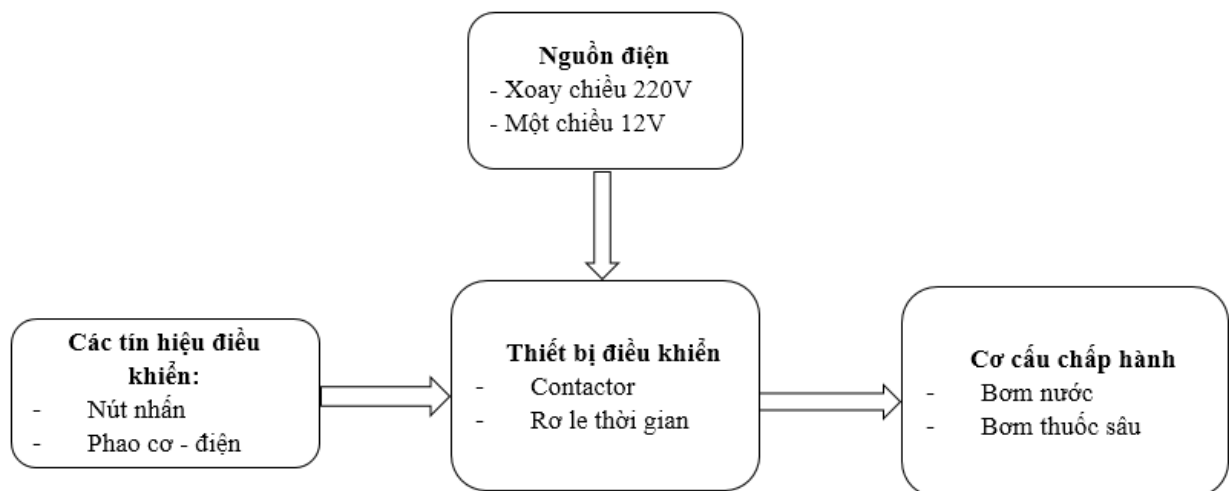 Nguồn điện
- Xoay chiều 220V
- Một chiều 12V
Các tín hiệu điều
khiển:
- Nút nhấn
- Phao cơ - điện
Thiết bị điều khiển
- Contactor
- Rơ le thời gian
Cơ cấu chấp hành
- Bơm nước
- Bơm thuốc sâu